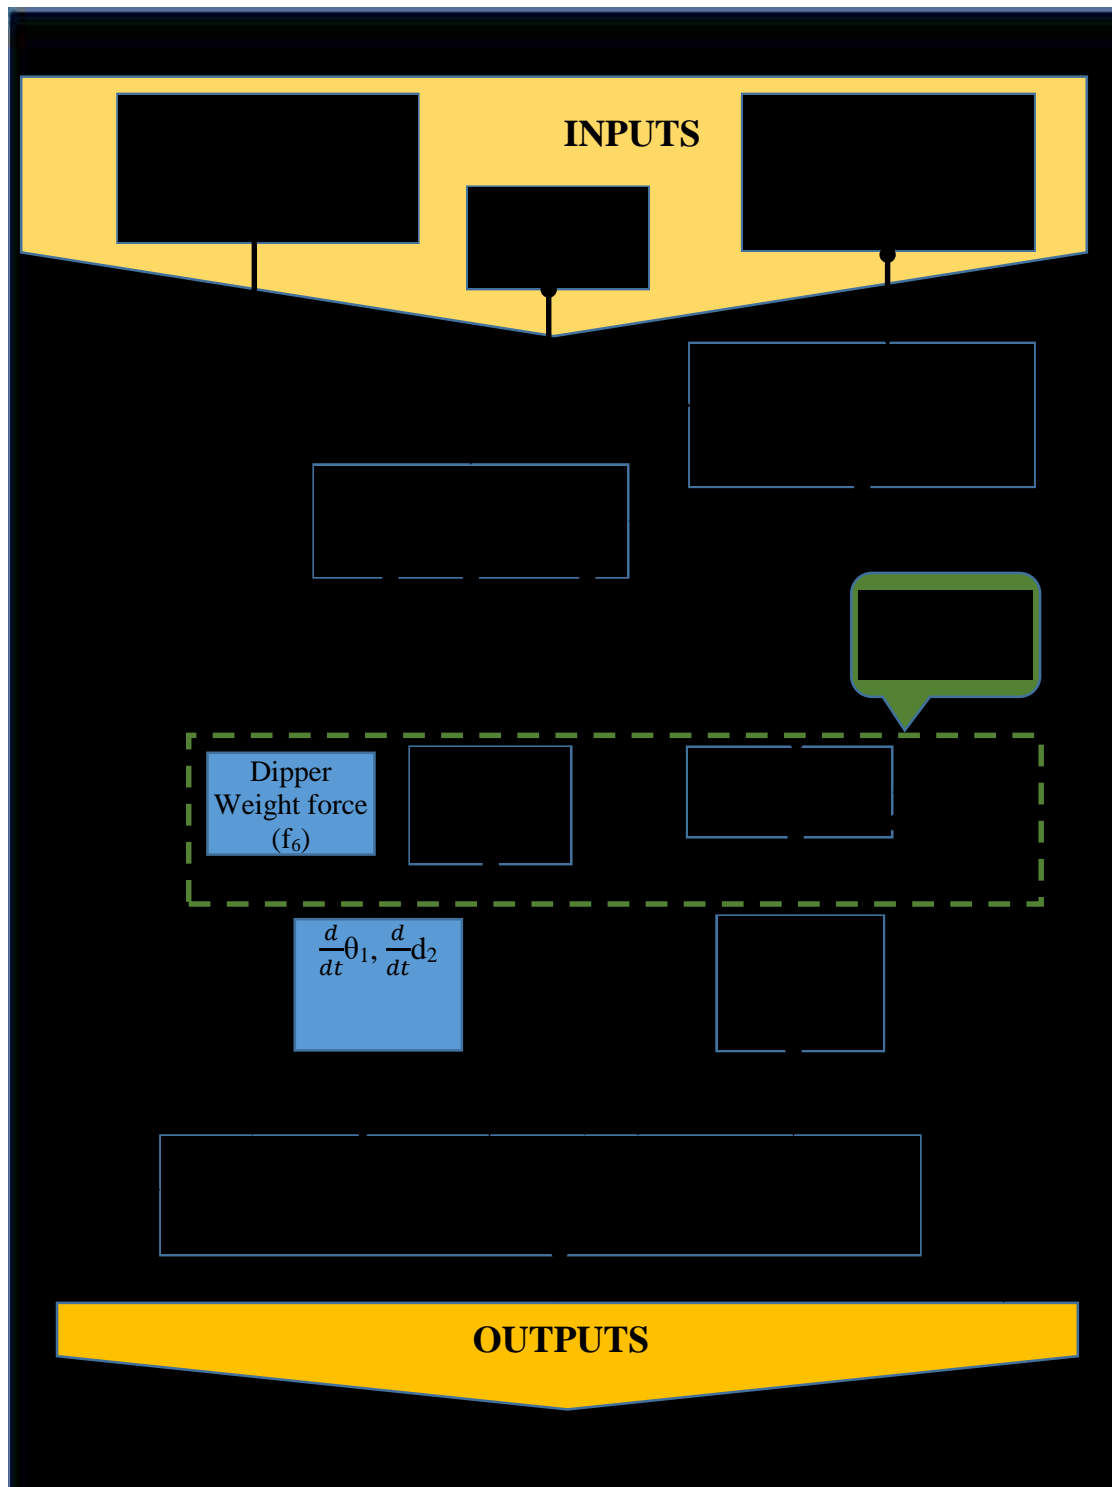 INPUTS
Dipper
Weight force
(f₆)
d/dt θ₁, d/dt d₂
OUTPUTS